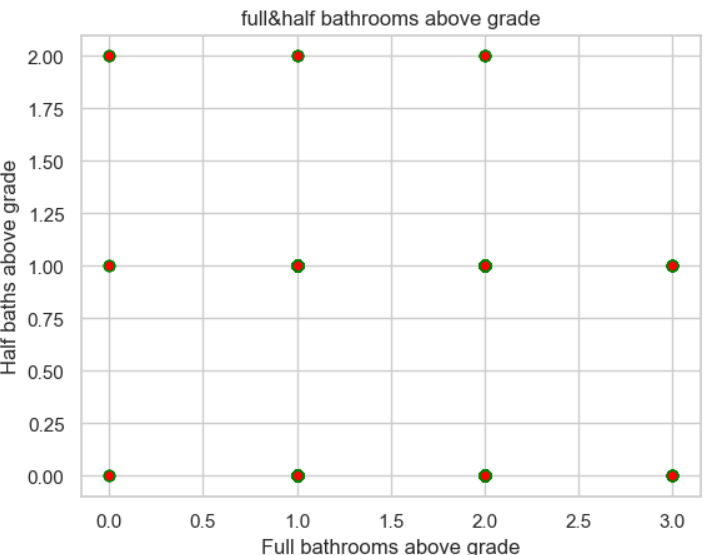 full&half bathrooms above grade
Half baths above grade
2.00
1.75
1.50
1.25
1.00
0.75
0.50
0.25
0.00
0.0 0.5 1.0 1.5 2.0 2.5 3.0
Full bathrooms above grade